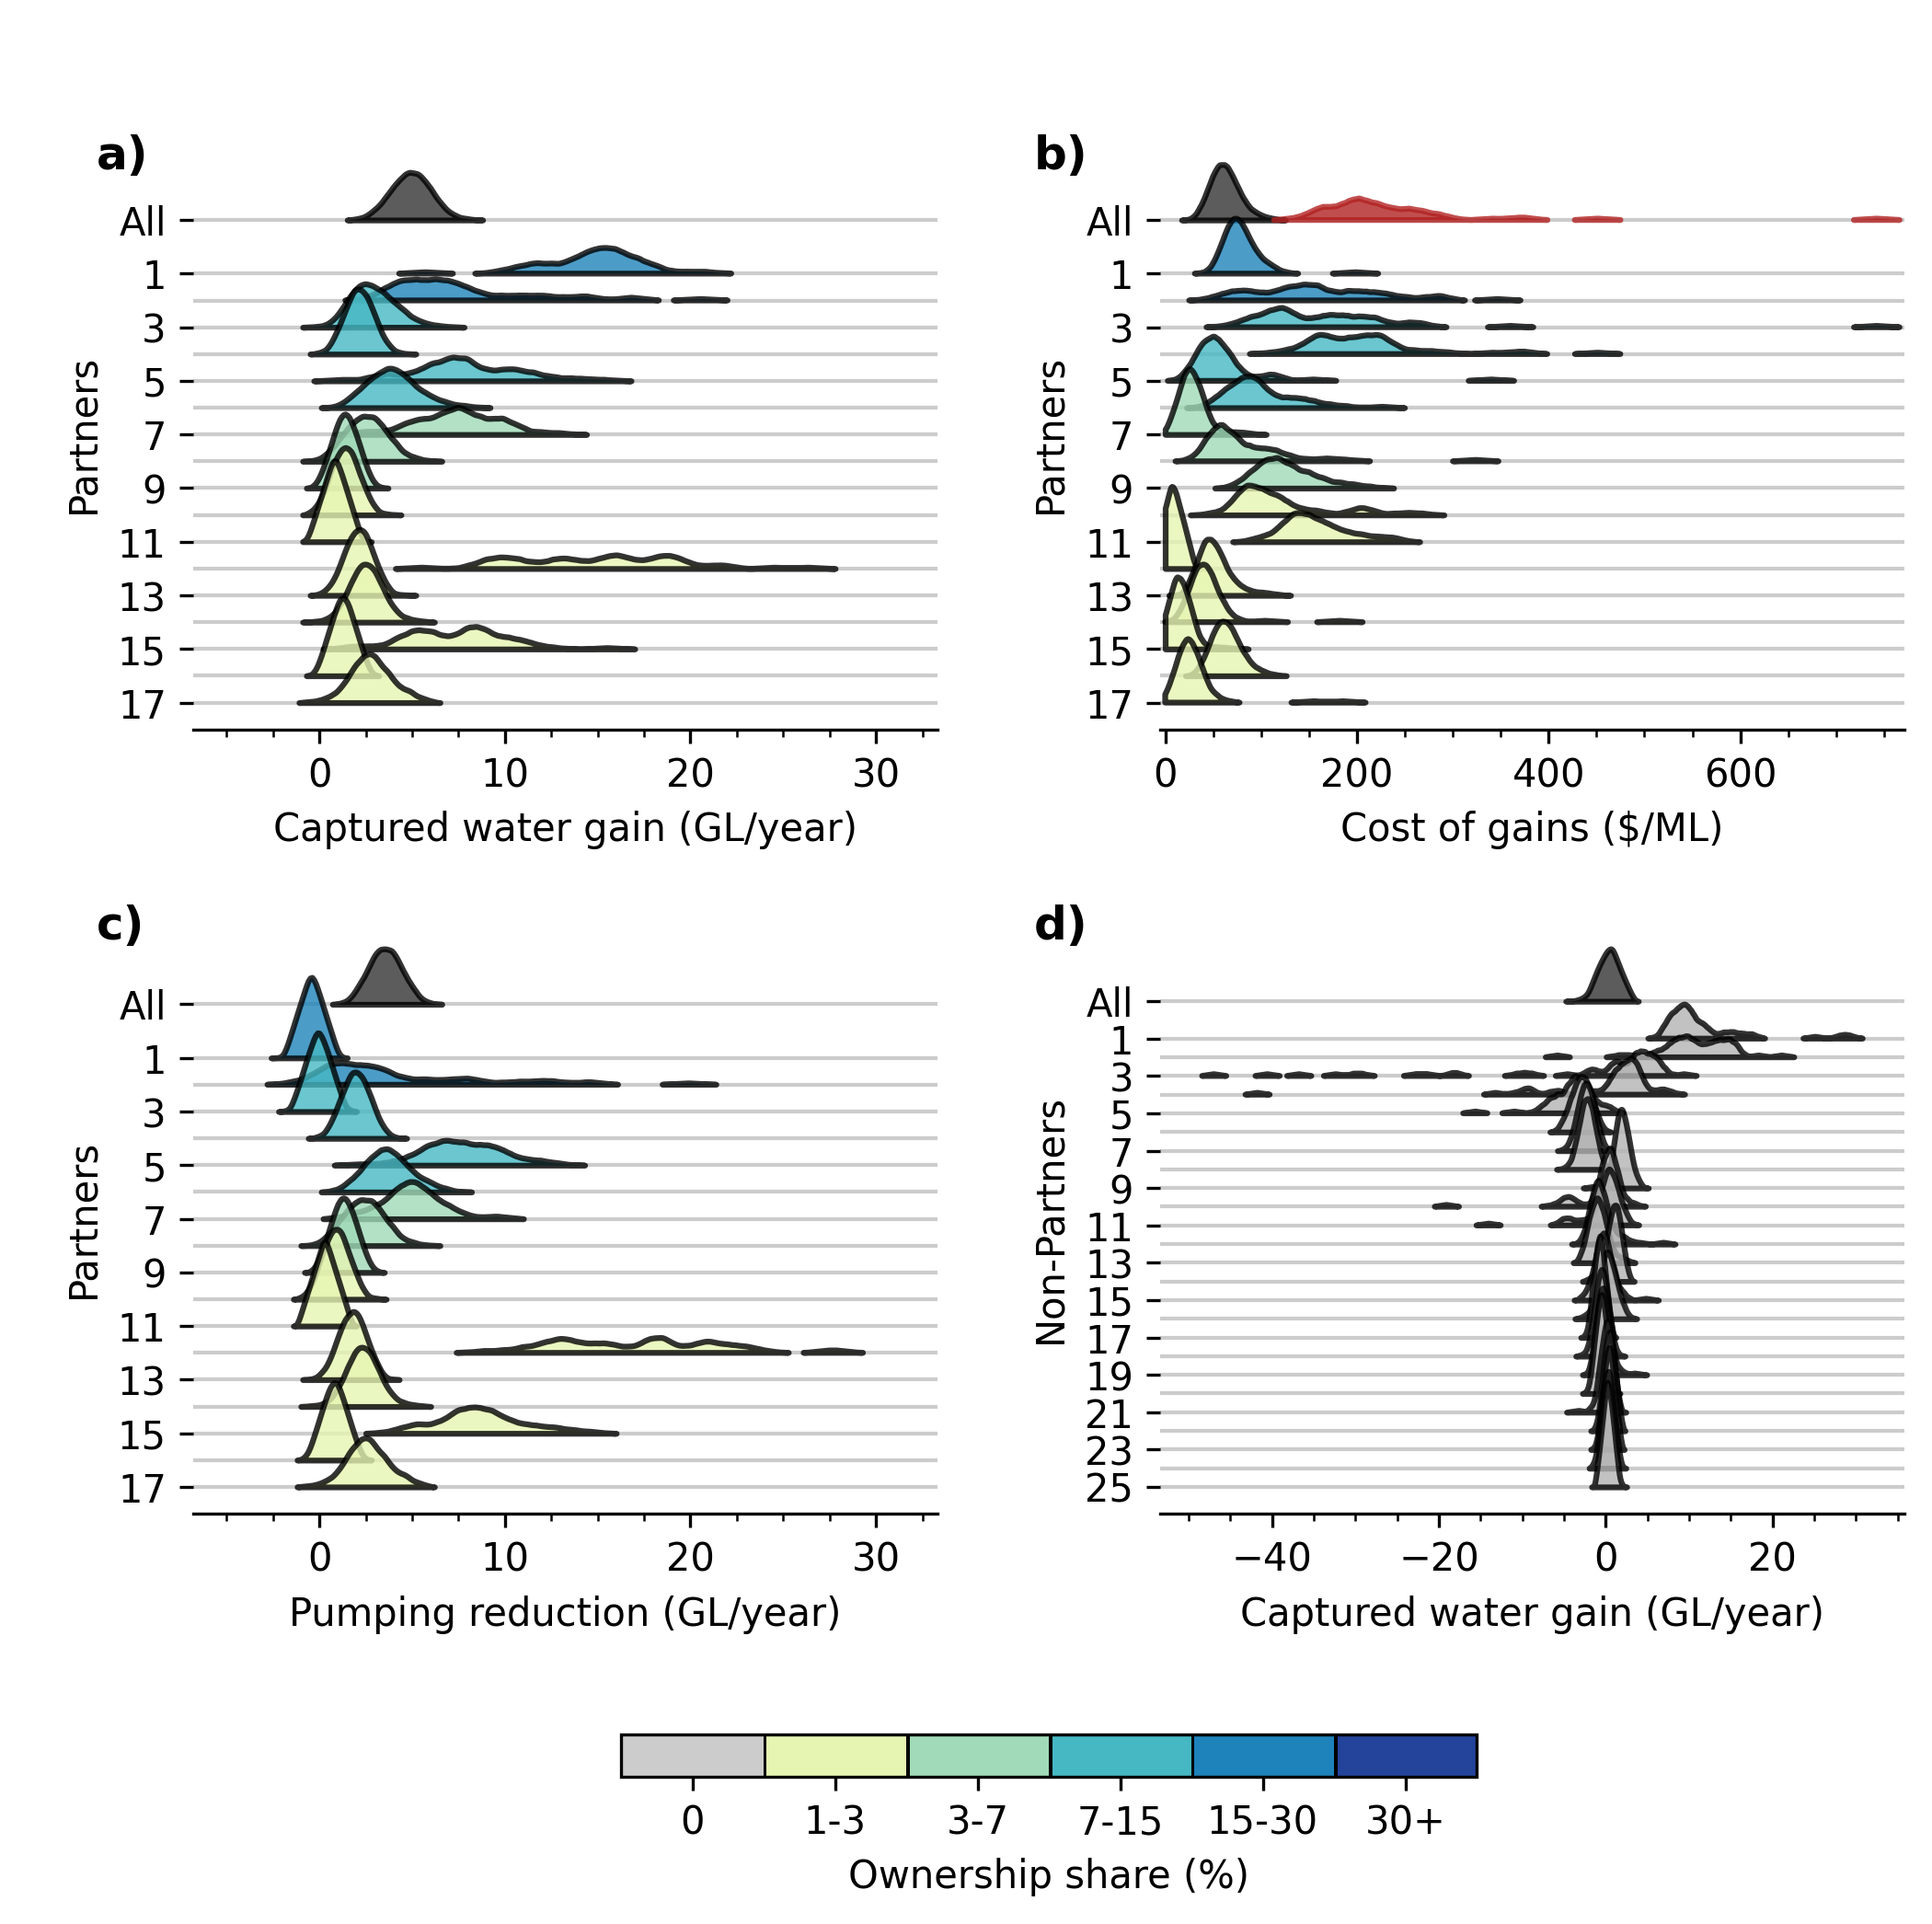 a)
All
1
3
5
7
9
11
13
15
17
Partners
0 10 20 30
Captured water gain (GL/year)
b)
All
1
3
5
7
9
11
13
15
17
Partners
0 200 400 600
Cost of gains ($/ML)
c)
All
1
3
5
7
9
11
13
15
17
Partners
0 10 20 30
Pumping reduction (GL/year)
d)
All
1
3
5
7
9
11
13
15
17
19
21
23
25
Non-Partners
−40 −20 0 20
Captured water gain (GL/year)
0 1-3 3-7 7-15 15-30 30+
Ownership share (%)